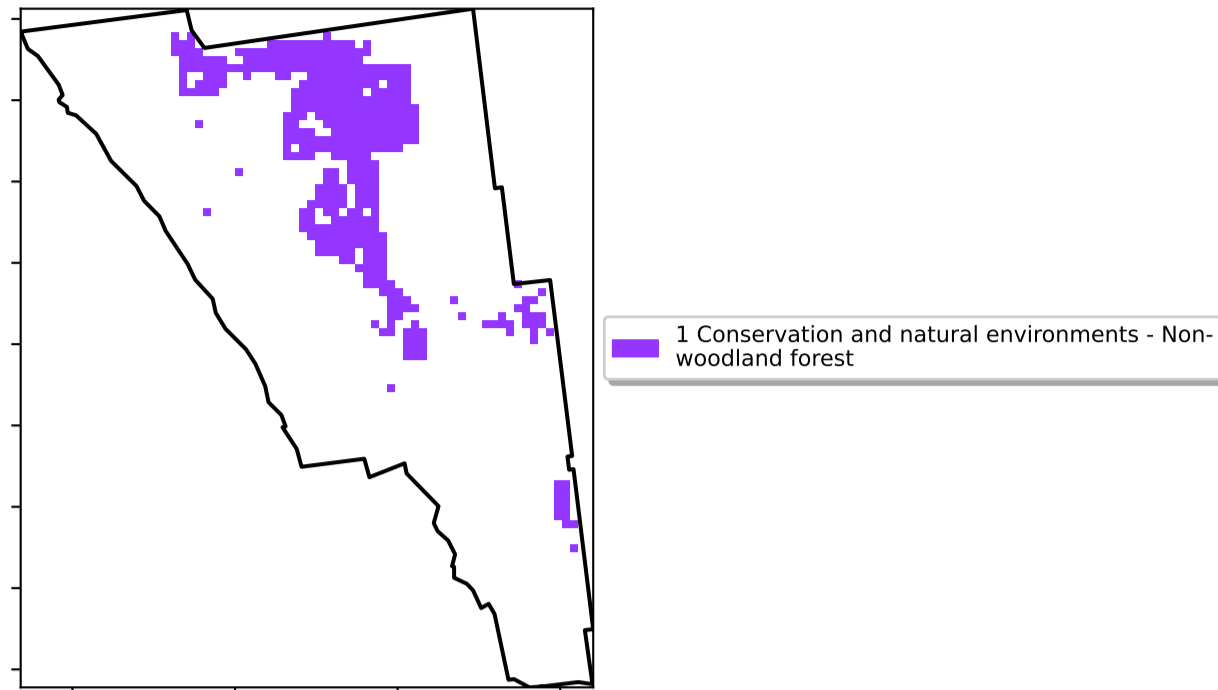 1 Conservation and natural environments - Non-
woodland forest